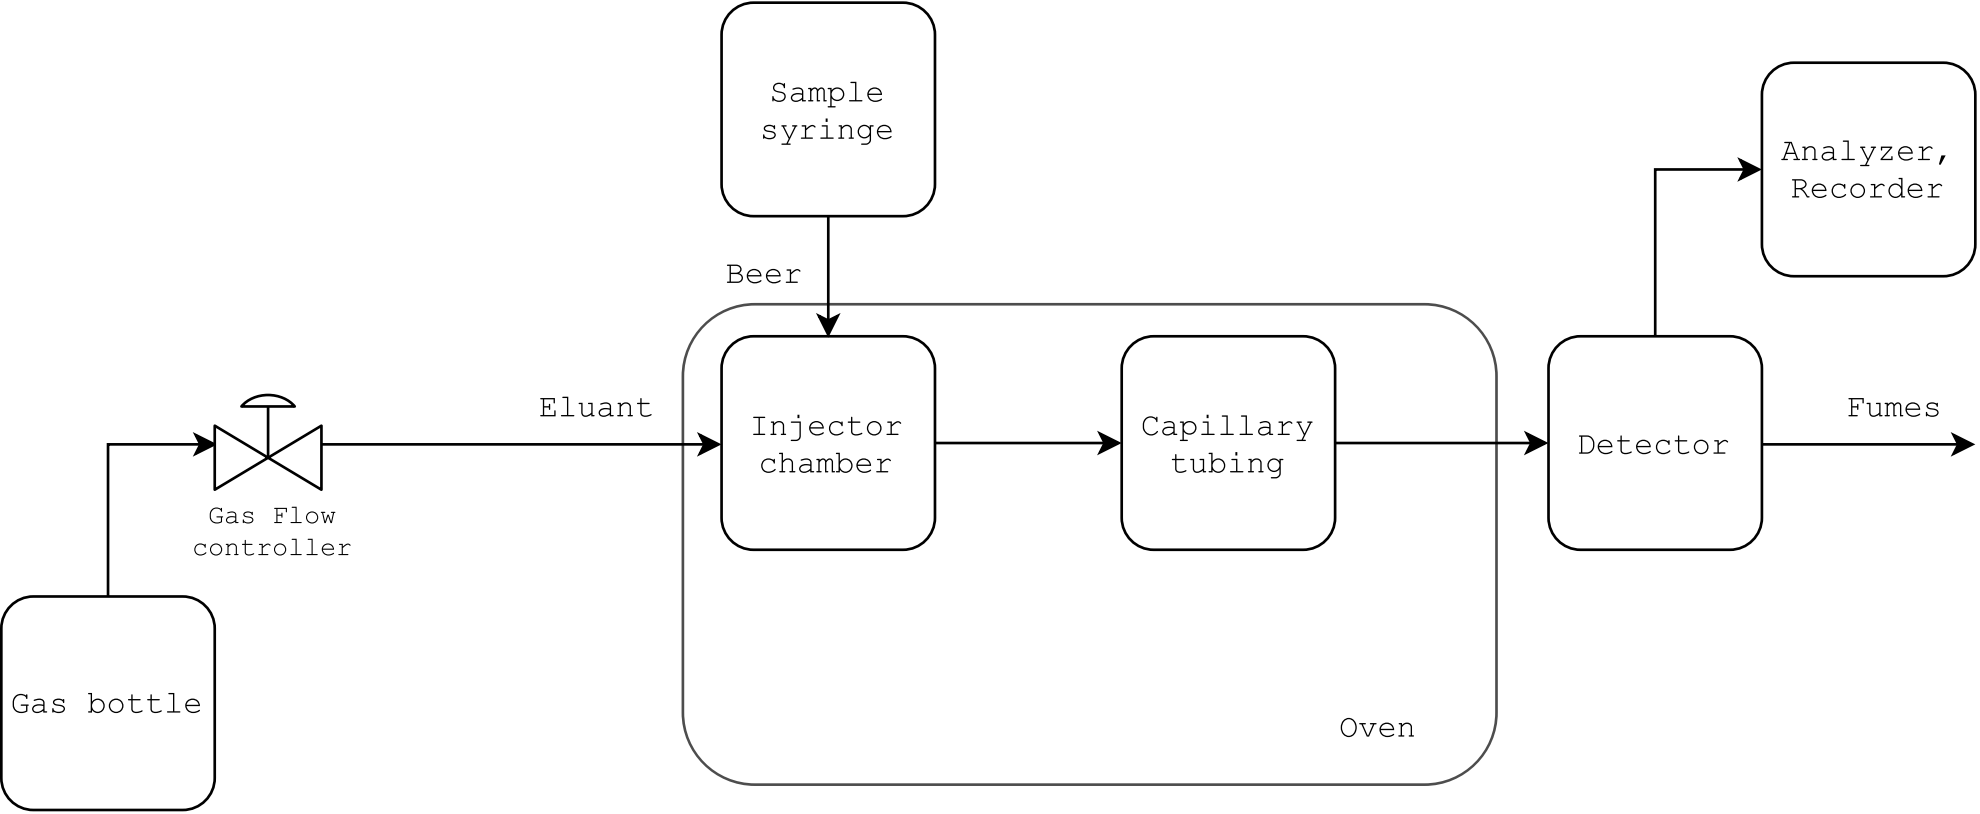 Sample
syringe
Analyzer,
Recorder
Beer
Eluant
Injector
chamber
Capillary
tubing
Detector
Fumes
Gas Flow
controller
Gas bottle
Oven